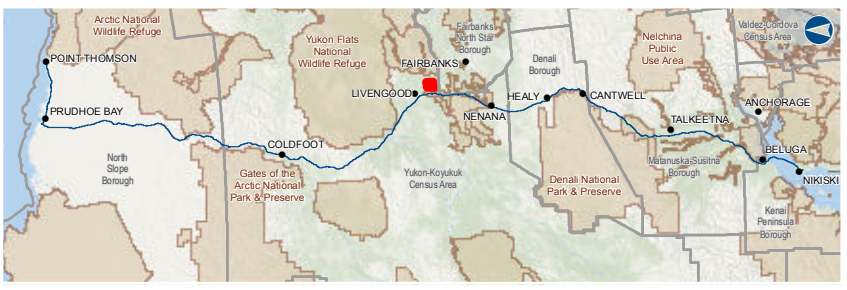 Arctic National
Wildlife Refuge
POINT THOMSON
PRUDHOE BAY
North
Slope
Borough
COLDFOOT
Gates of the
Arctic National
Park & Preserve
Yukon Flats
National
Wildlife Refuge
LIVENGOOD
FAIRBANKS
Fairbanks
North Star
Borough
NENANA
Yukon-Koyukuk
Census Area
HEALY
Denali
Borough
CANTWELL
Denali National
Park & Preserve
Nelchina
Public
Use Area
TALKEETNA
Matanuska-Susitna
Borough
Valdez-Cordova
Census Area
ANCHORAGE
BELUGA
NIKISKI
Kenai
Peninsula
Borough